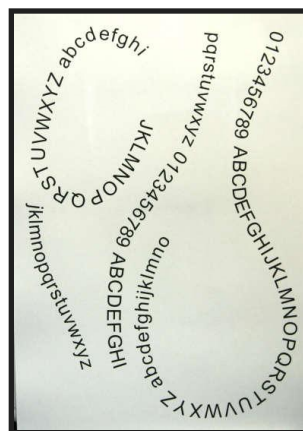 0123456789 ABCDEFGHIJKLMNOPQRSTUVWXYZ abcdefghijklmno
pqrstuvwxyz 0123456789 ABCDEFGHI
JKLMNOPQRSTUVWXYZ abcdefghi
jklmnopqrstuvwxyz